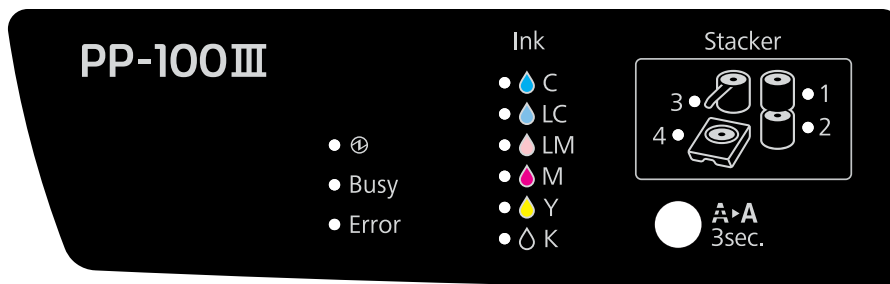 PP-100Ⅲ
Busy
Error
Ink
C
LC
LM
M
Y
K
Stacker
3
1
4
2
A▸A
3sec.